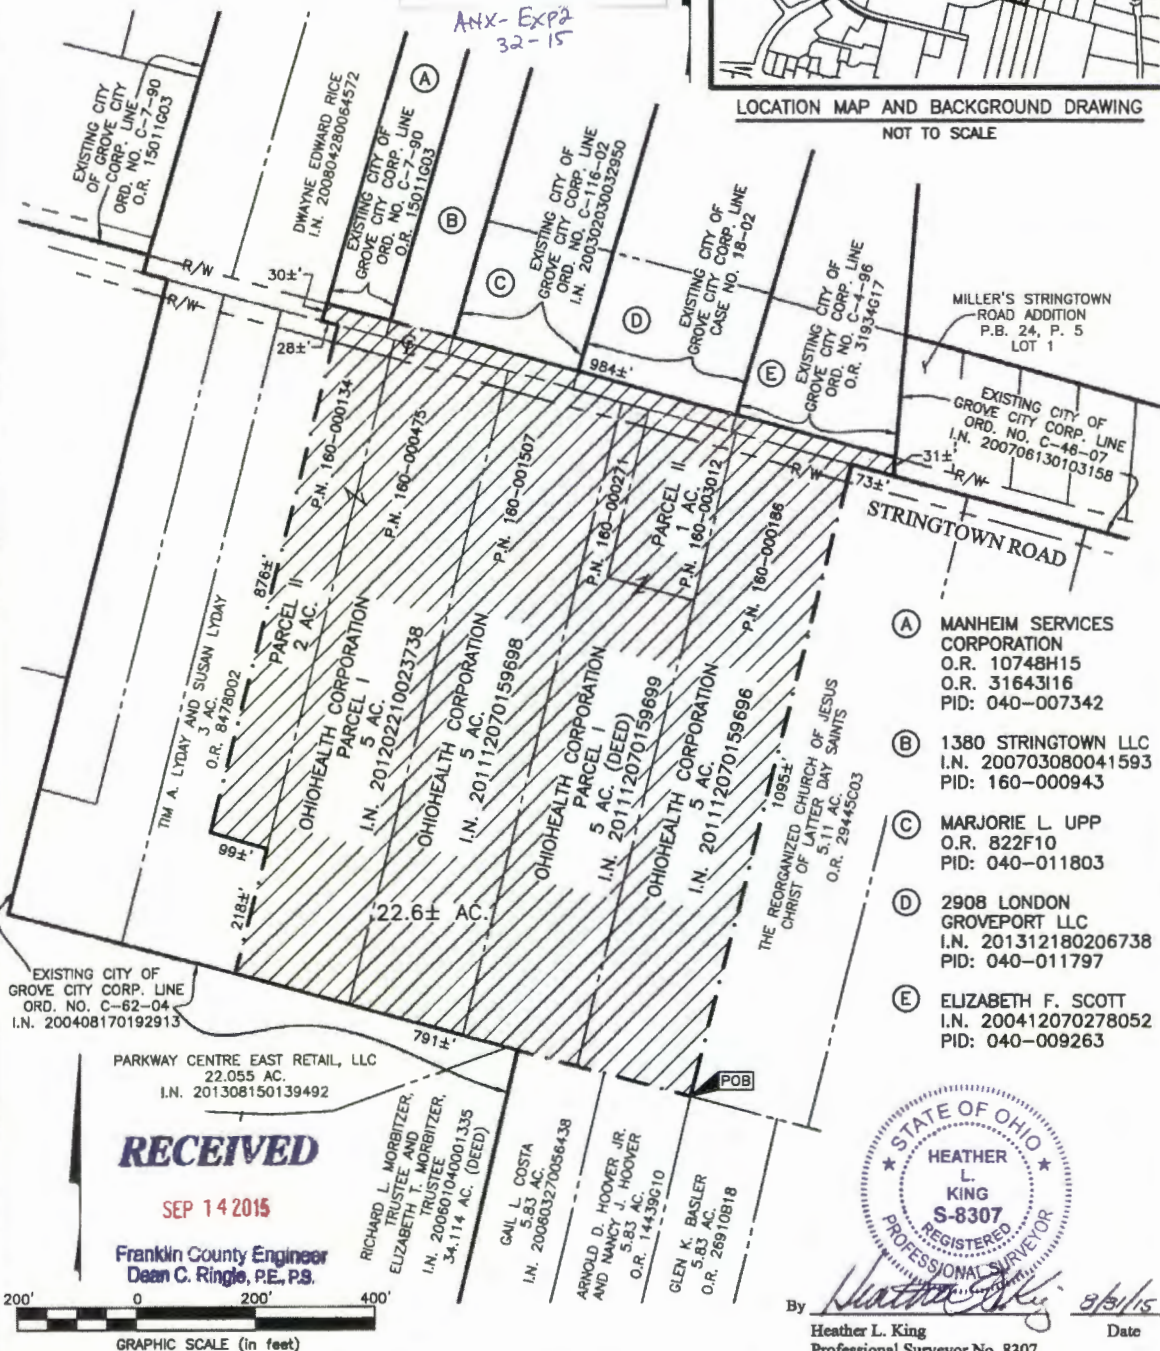 ANX-EXP2
32-15
LOCATION MAP AND BACKGROUND DRAWING
NOT TO SCALE
EXISTING CITY
OF GROVE CITY
CORP. LINE
ORD. NO. C-7-90
O.R. 15011G03
DWAYNE EDWARD RICE
I.N. 200804280064572
EXISTING CITY OF
GROVE CITY CORP. LINE
ORD. NO. C-7-90
O.R. 15011G03
A
B
C
EXISTING CITY OF
GROVE CITY CORP. LINE
ORD. NO. C-116-02
I.N. 200302030032950
D
EXISTING CITY OF
GROVE CITY CORP. LINE
CASE NO. 18-02
E
EXISTING CITY OF
GROVE CITY CORP. LINE
ORD. NO. C-4-96
O.R. 31934G17
MILLER'S STRINGTOWN
ROAD ADDITION
P.B. 24, P. 5
LOT 1
EXISTING CITY OF
GROVE CITY CORP. LINE
ORD. NO. C-46-07
I.N. 200706130103158
R/W
R/W
30±'
28±'
984±'
31±'
R/W
R/W
73±'
STRINGTOWN ROAD
P.N. 160-000134
P.N. 160-000475
P.N. 160-001507
P.N. 160-000271
PARCEL II
1 AC.
P.N. 160-003012
P.N. 160-000186
876±'
PARCEL II
2 AC.
TIM A. LYDAY AND SUSAN LYDAY
3 AC.
O.R. 8478D02
OHIOHEALTH CORPORATION
PARCEL I
5 AC.
I.N. 201202210023738
OHIOHEALTH CORPORATION
5 AC.
I.N. 201112070159698
OHIOHEALTH CORPORATION
PARCEL I
5 AC. (DEED)
I.N. 201112070159699
OHIOHEALTH CORPORATION
5 AC.
I.N. 201112070159696
1095±'
THE REORGANIZED CHURCH OF JESUS
CHRIST OF LATTER DAY SAINTS
5.11 AC.
O.R. 29445C03
99±'
218±'
22.6± AC.
791±'
POB
EXISTING CITY OF
GROVE CITY CORP. LINE
ORD. NO. C-62-04
I.N. 200408170192913
PARKWAY CENTRE EAST RETAIL, LLC
22.055 AC.
I.N. 201308150139492
RICHARD L. MORBITZER,
TRUSTEE AND
ELIZABETH T. MORBITZER,
TRUSTEE
I.N. 200601040001335
34.114 AC. (DEED)
GAIL L. COSTA
5.83 AC.
I.N. 200603270056438
ARNOLD D. HOOVER JR.
AND NANCY J. HOOVER
5.83 AC.
O.R. 14439G10
GLEN K. BASLER
5.83 AC.
O.R. 26910B18
A MANHEIM SERVICES
CORPORATION
O.R. 10748H15
O.R. 31643I16
PID: 040-007342
B 1380 STRINGTOWN LLC
I.N. 200703080041593
PID: 160-000943
C MARJORIE L. UPP
O.R. 822F10
PID: 040-011803
D 2908 LONDON
GROVEPORT LLC
I.N. 201312180206738
PID: 040-011797
E ELIZABETH F. SCOTT
I.N. 200412070278052
PID: 040-009263
RECEIVED
SEP 14 2015
Franklin County Engineer
Dean C. Ringle, P.E., P.S.
200' 0 200' 400'
GRAPHIC SCALE (in feet)
STATE OF OHIO
HEATHER
L.
KING
S-8307
REGISTERED
PROFESSIONAL SURVEYOR
By Heather L. King 8/31/15
Heather L. King Date
Professional Surveyor No. 8307